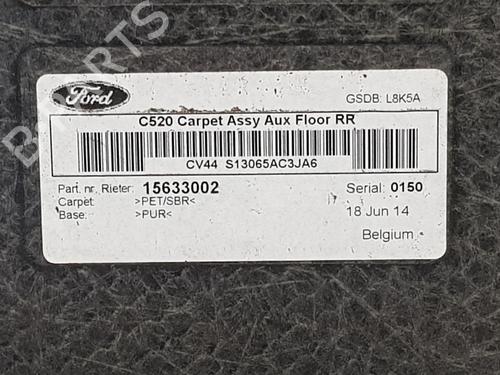 Ford
GSDB: L8K5A
C520 Carpet Assy Aux Floor RR
CV44 S13065AC3JA6
Part. nr. Rieter: 15633002
Serial: 0150
Carpet: >PET/SBR<
18 Jun 14
Base: >PUR<
Belgium